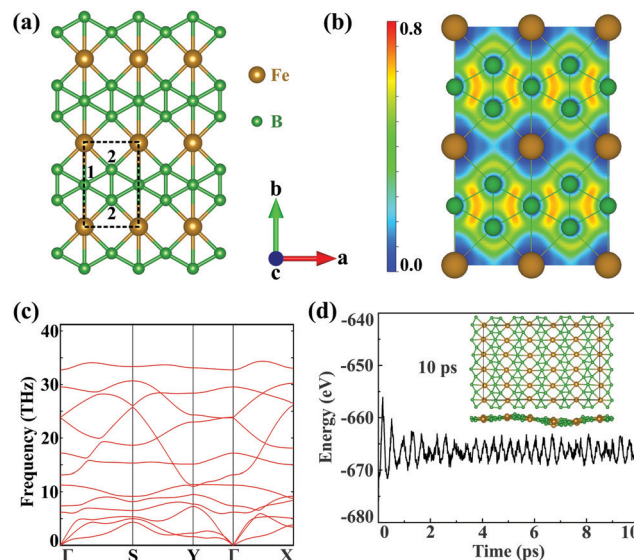 (a)
Fe
B
2
1
2
b
a
c
(b)
0.8
0.0
(c)
Frequency (THz)
40
30
20
10
0
Γ S Y Γ X
(d)
Energy (eV)
-640
-650
-660
-670
-680
10 ps
0 2 4 6 8 10
Time (ps)